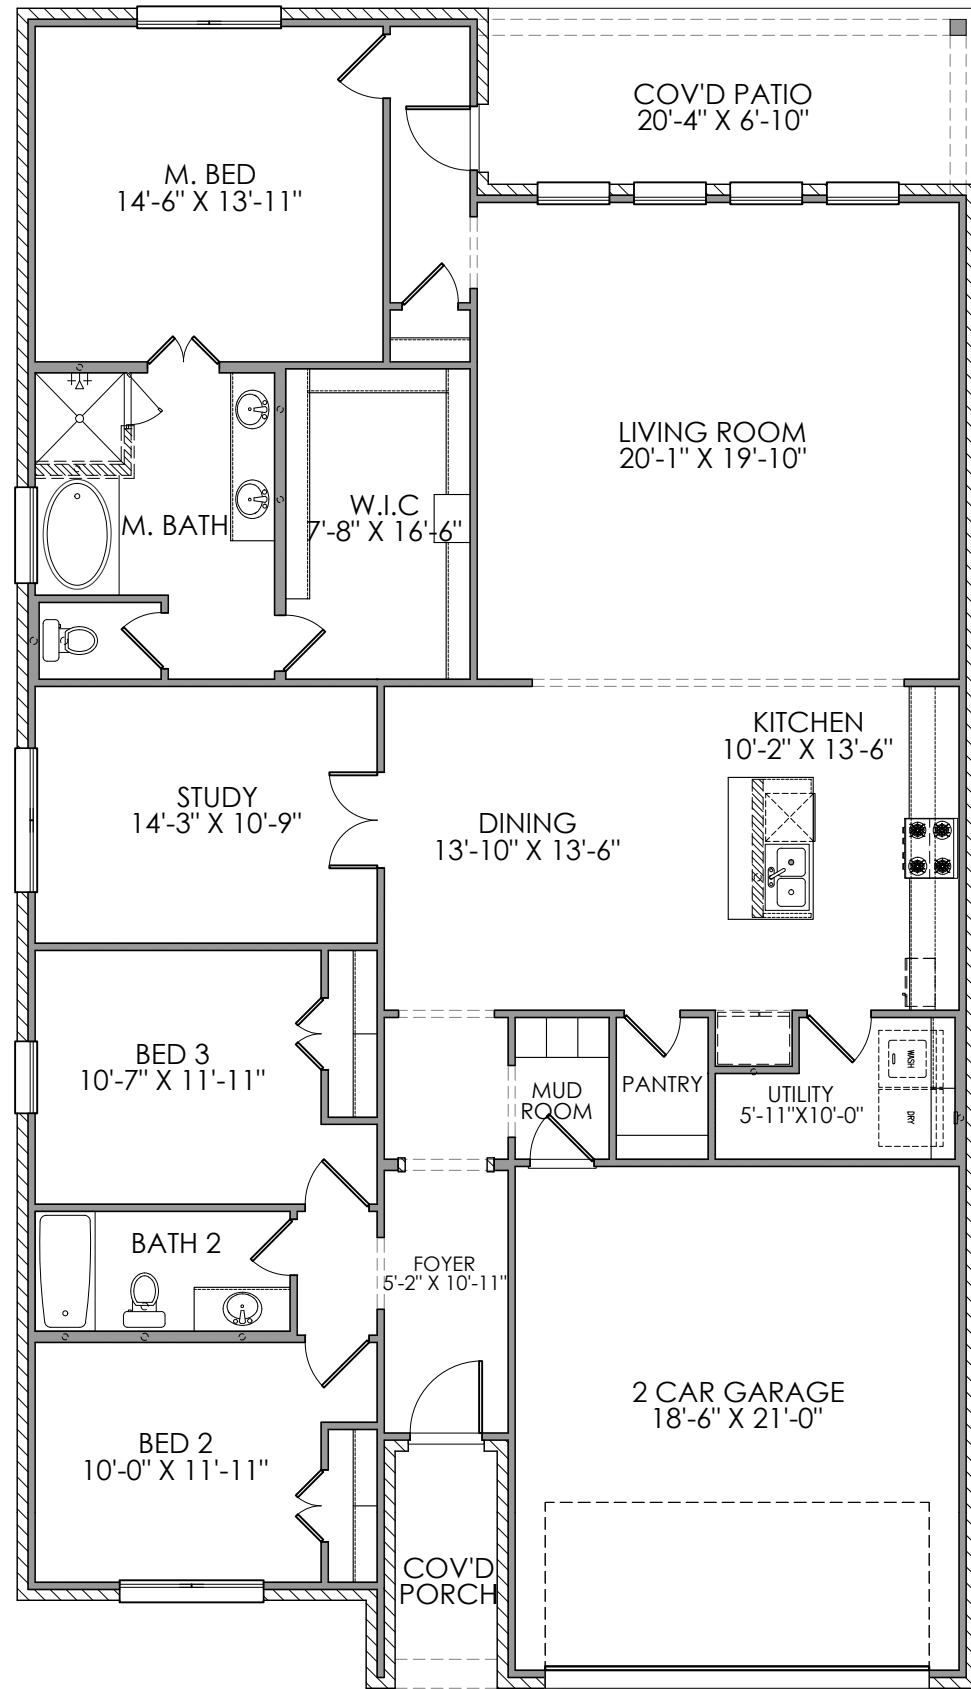 COV'D PATIO
20'-4" X 6'-10"
M. BED
14'-6" X 13'-11"
LIVING ROOM
20'-1" X 19'-10"
W.I.C
7'-8" X 16'-6"
M. BATH
KITCHEN
10'-2" X 13'-6"
STUDY
14'-3" X 10'-9"
DINING
13'-10" X 13'-6"
BED 3
10'-7" X 11'-11"
MUD
ROOM
PANTRY
UTILITY
5'-11"X10'-0"
WASH
DRY
BATH 2
FOYER
5'-2" X 10'-11"
2 CAR GARAGE
18'-6" X 21'-0"
BED 2
10'-0" X 11'-11"
COV'D
PORCH